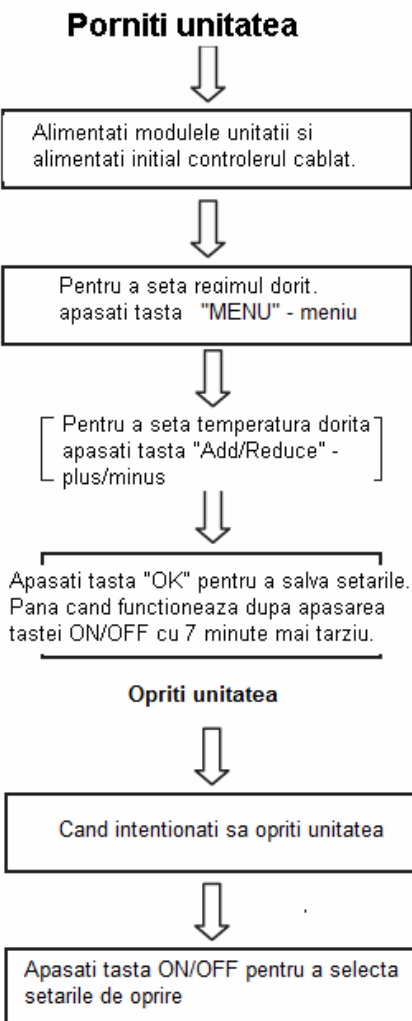 Porniti unitatea
Alimentati modulele unitatii si
alimentati initial controlerul cablat.
Pentru a seta regimul dorit.
apasati tasta "MENU" - meniu
Pentru a seta temperatura dorita
apasati tasta "Add/Reduce" -
plus/minus
Apasati tasta "OK" pentru a salva setarile.
Pana cand functioneaza dupa apasarea
tastei ON/OFF cu 7 minute mai tarziu.
Opriti unitatea
Cand intentionati sa opriti unitatea
Apasati tasta ON/OFF pentru a selecta
setarile de oprire